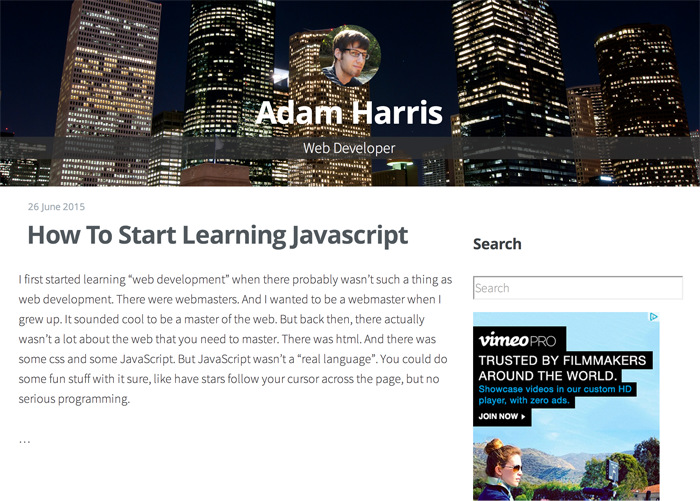 Adam Harris
Web Developer
26 June 2015
How To Start Learning Javascript
I first started learning “web development” when there probably wasn’t such a thing as
web development. There were webmasters. And I wanted to be a webmaster when I
grew up. It sounded cool to be a master of the web. But back then, there actually
wasn’t a lot about the web that you need to master. There was html. And there was
some css and some JavaScript. But JavaScript wasn’t a “real language”. You could do
some fun stuff with it sure, like have stars follow your cursor across the page, but no
serious programming.
…
Search
Search
vimeo PRO
TRUSTED BY FILMMAKERS
AROUND THE WORLD.
Showcase videos in our custom HD
player, with zero ads.
JOIN NOW